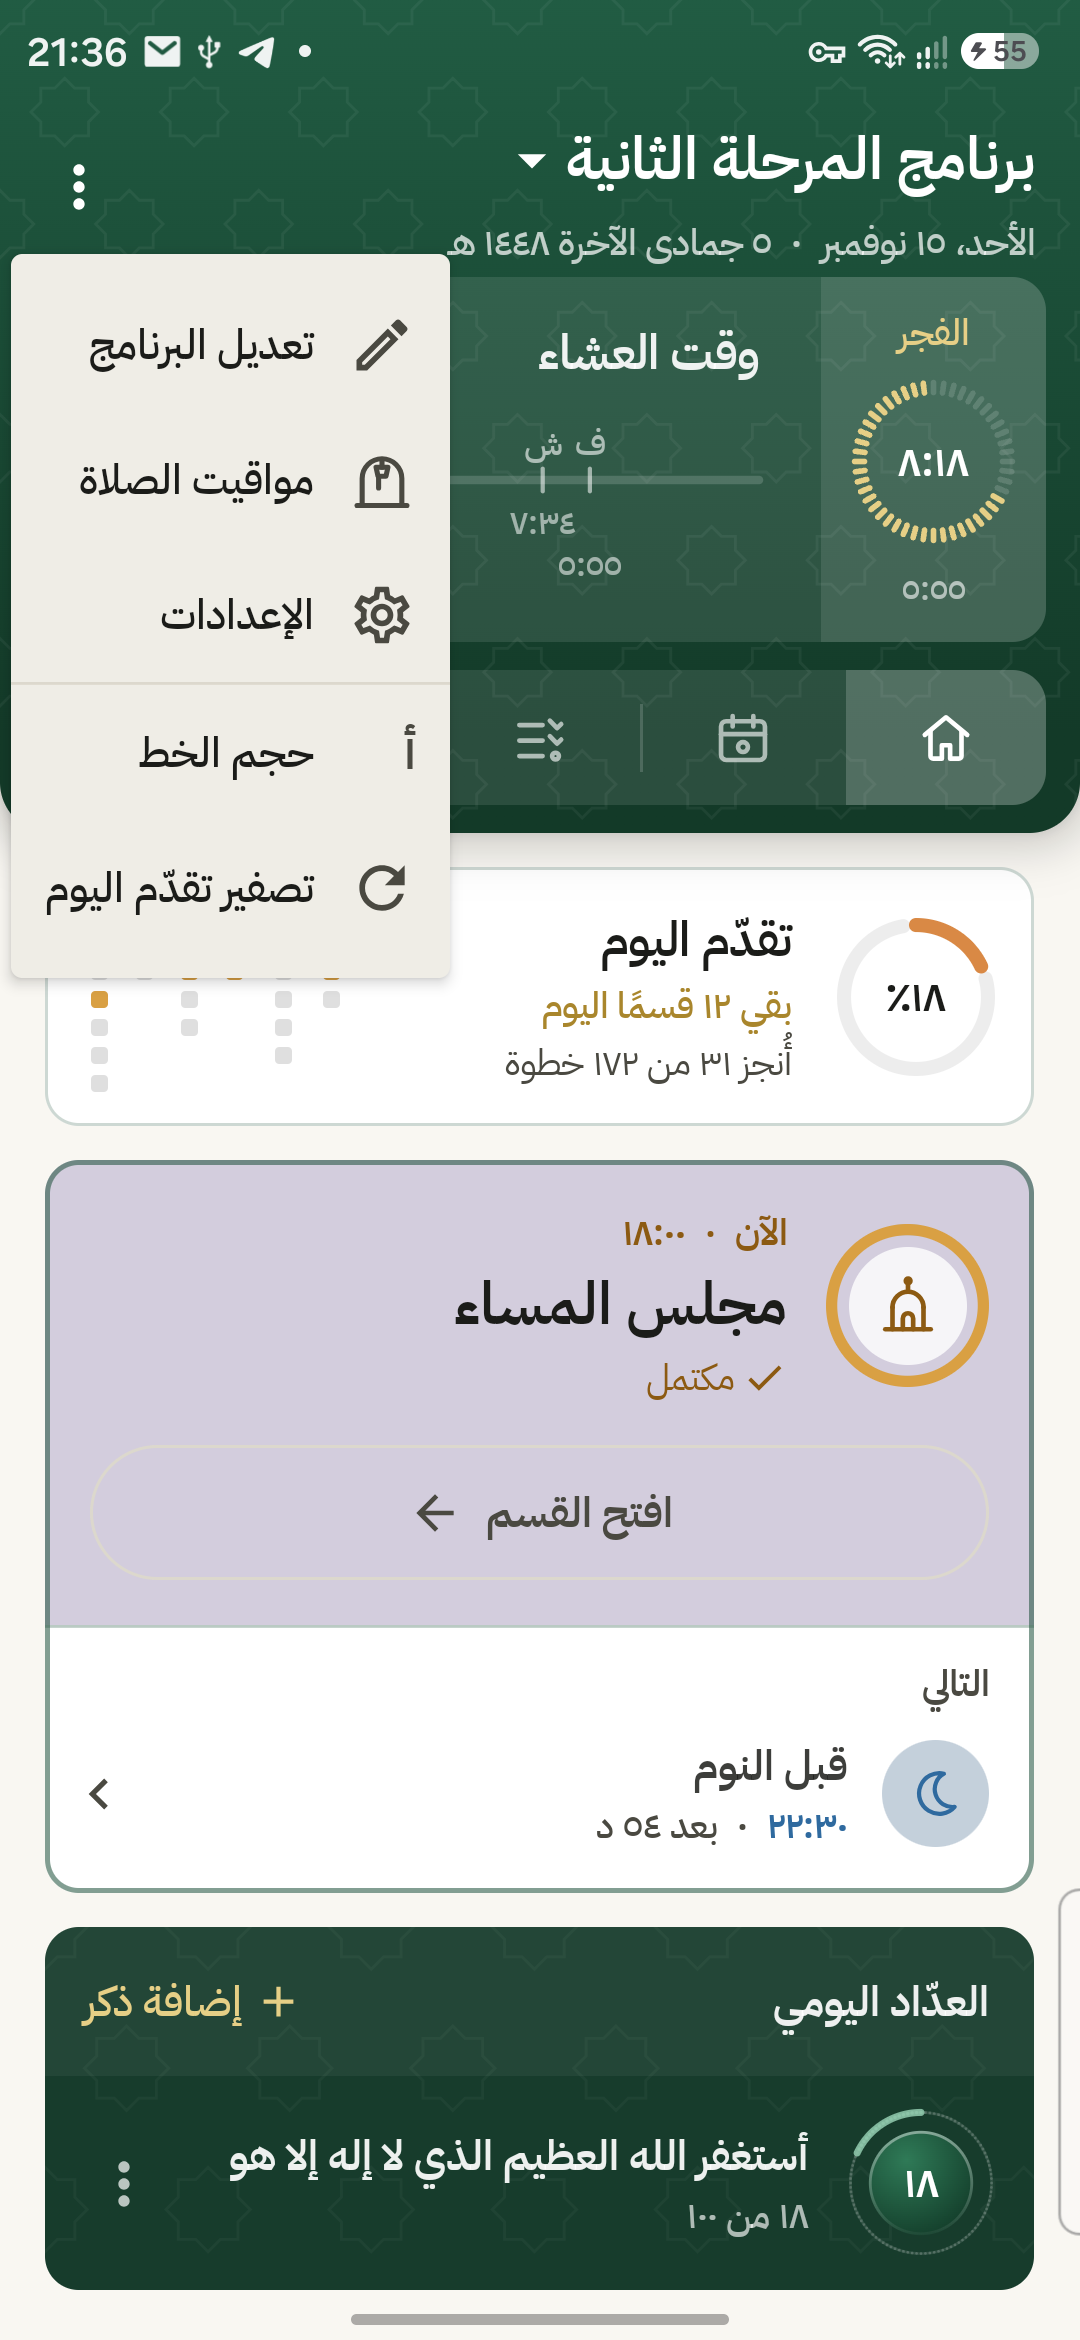 21:36
55
برنامج المرحلة الثانية
الأحد، ١٥ نوفمبر · ٥ جمادى الآخرة ١٤٤٨ هـ
تعديل البرنامج
مواقيت الصلاة
الإعدادات
أ حجم الخط
تصفير تقدّم اليوم
الفجر
٨:١٨
٥:٥٥
وقت العشاء
ف ش
٧:٣٤
٥:٥٥
تقدّم اليوم
بقي ١٢ قسمًا اليوم
أُنجز ٣١ من ١٧٢ خطوة
١٨٪
الآن · ١٨:٠٠
مجلس المساء
مكتمل
افتح القسم
التالي
قبل النوم
٢٢:٣٠ · بعد ٥٤ د
العدّاد اليومي
إضافة ذكر
أستغفر الله العظيم الذي لا إله إلا هو
١٨ من ١٠٠
١٨